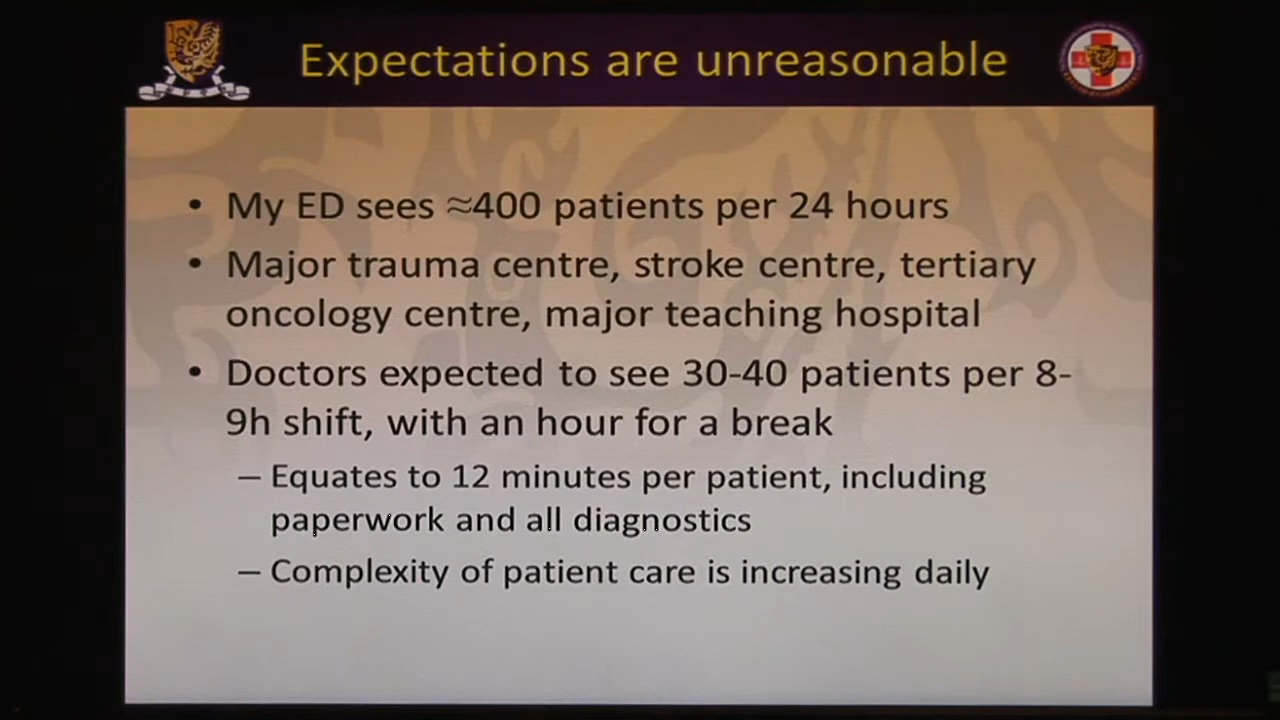 Expectations are unreasonable
• My ED sees ≈400 patients per 24 hours
• Major trauma centre, stroke centre, tertiary
oncology centre, major teaching hospital
• Doctors expected to see 30-40 patients per 8-
9h shift, with an hour for a break
– Equates to 12 minutes per patient, including
paperwork and all diagnostics
– Complexity of patient care is increasing daily